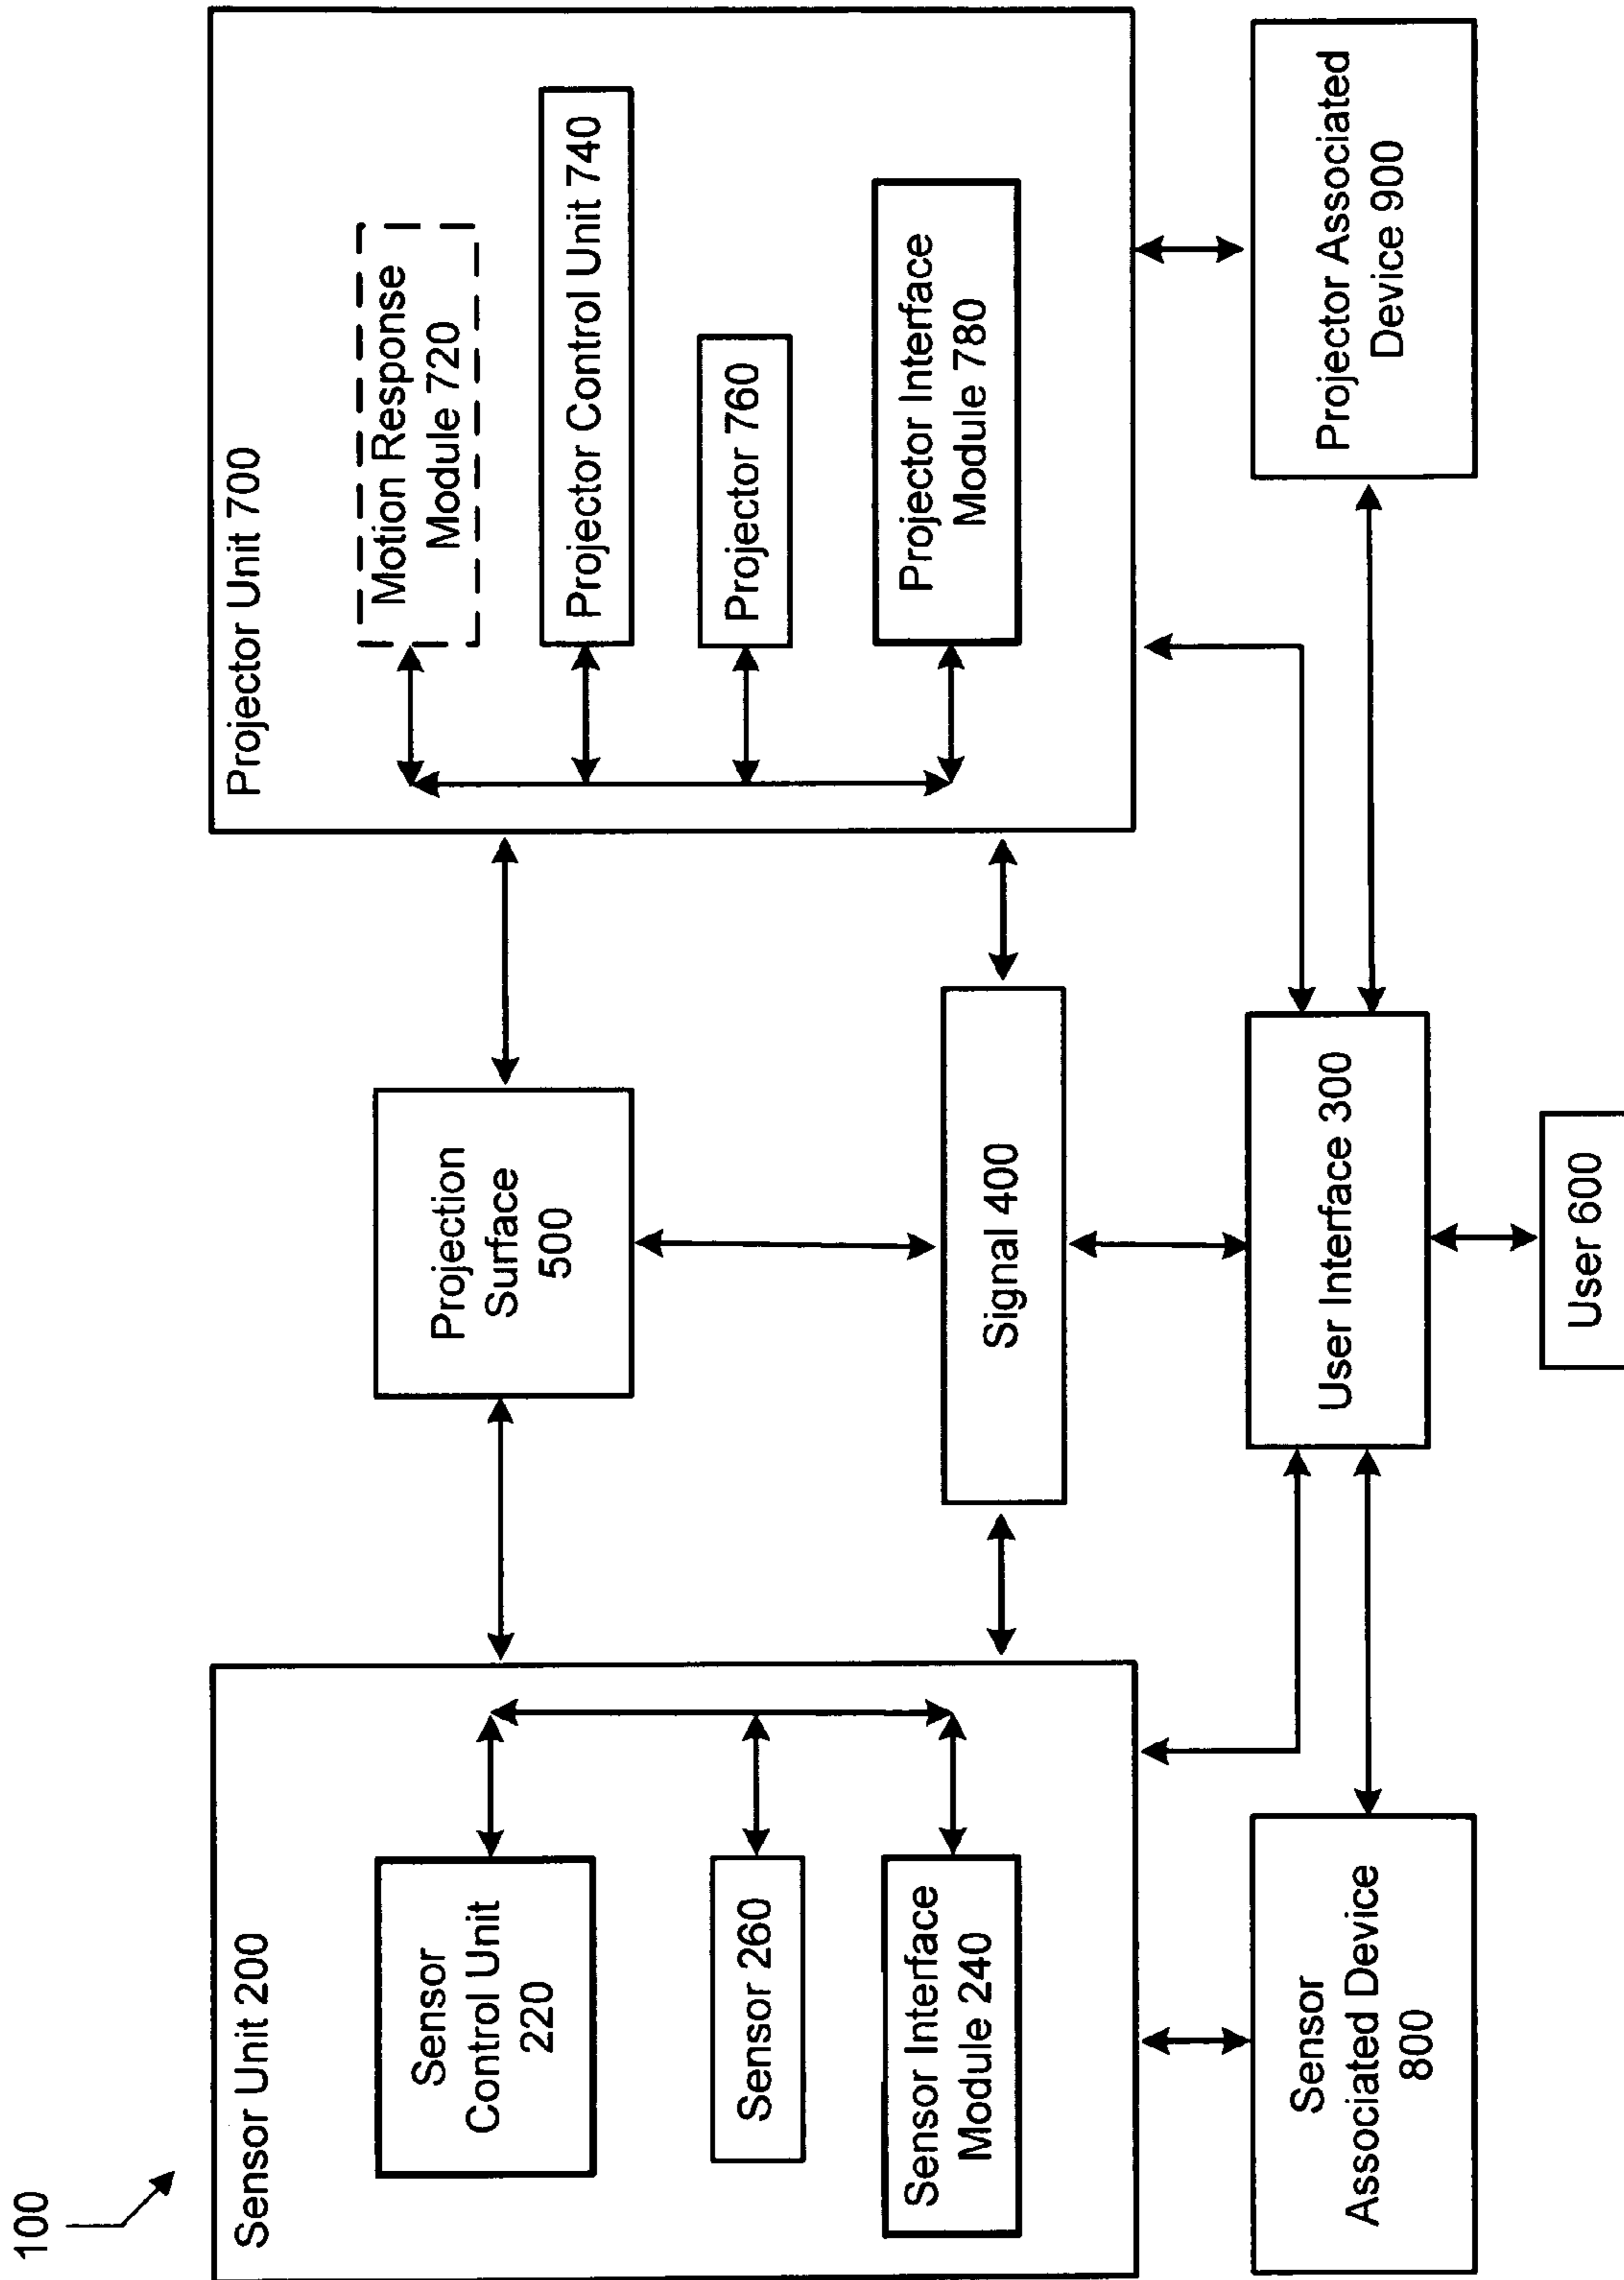 100
Sensor Unit 200
Sensor
Control Unit
220
Sensor 260
Sensor Interface
Module 240
Sensor
Associated Device
800
Projection
Surface
500
Signal 400
User Interface 300
User 600
Projector Unit 700
Motion Response
Module 720
Projector Control Unit 740
Projector 760
Projector Interface
Module 780
Projector Associated
Device 900